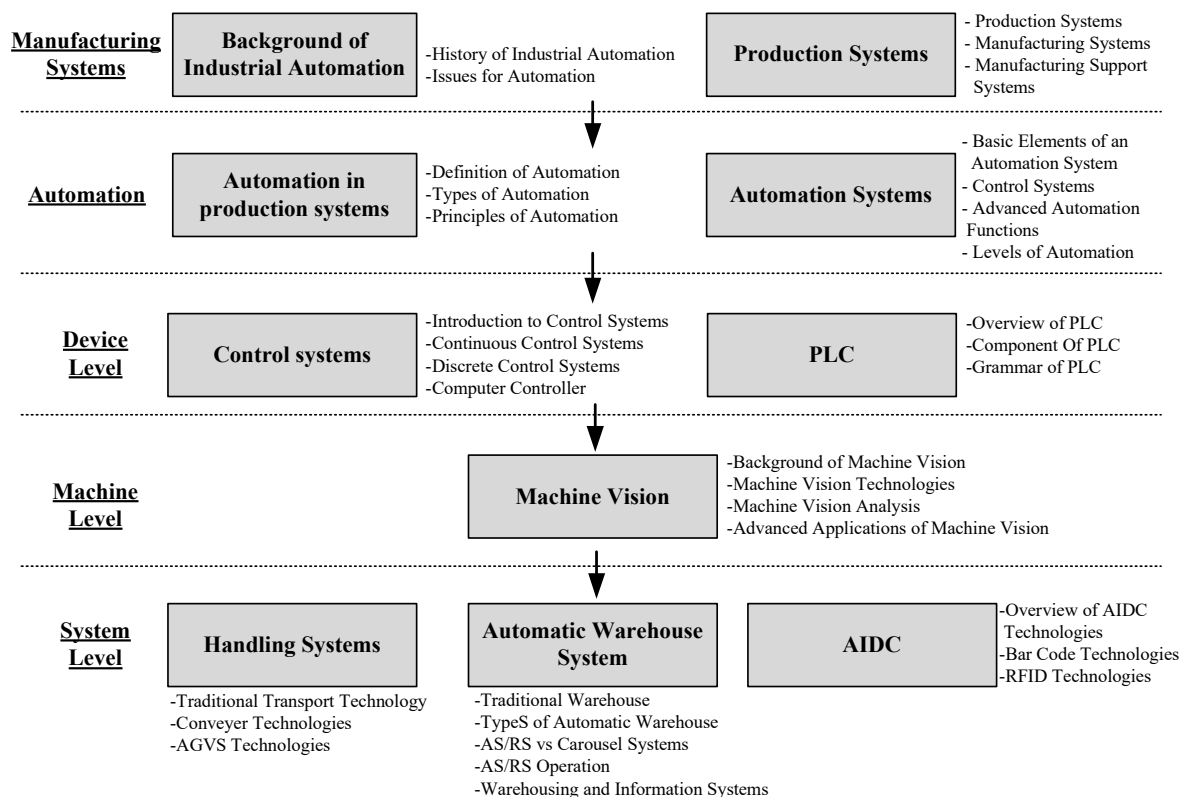 Manufacturing
Systems
Background of
Industrial Automation
-History of Industrial Automation
-Issues for Automation
Production Systems
- Production Systems
- Manufacturing Systems
- Manufacturing Support
Systems
Automation
Automation in
production systems
-Definition of Automation
-Types of Automation
-Principles of Automation
Automation Systems
- Basic Elements of an
Automation System
- Control Systems
- Advanced Automation
Functions
- Levels of Automation
Device
Level
Control systems
-Introduction to Control Systems
-Continuous Control Systems
-Discrete Control Systems
-Computer Controller
PLC
-Overview of PLC
-Component Of PLC
-Grammar of PLC
Machine
Level
Machine Vision
-Background of Machine Vision
-Machine Vision Technologies
-Machine Vision Analysis
-Advanced Applications of Machine Vision
System
Level
Handling Systems
-Traditional Transport Technology
-Conveyer Technologies
-AGVS Technologies
Automatic Warehouse
System
-Traditional Warehouse
-TypeS of Automatic Warehouse
-AS/RS vs Carousel Systems
-AS/RS Operation
-Warehousing and Information Systems
AIDC
-Overview of AIDC
Technologies
-Bar Code Technologies
-RFID Technologies